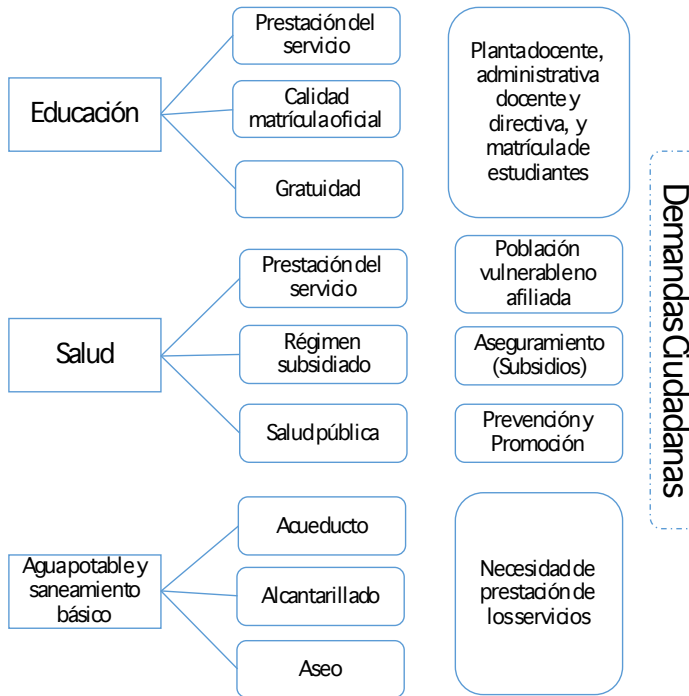 Educación
Prestación del
servicio
Calidad
matrícula oficial
Gratuidad
Planta docente,
administrativa
docente y
directiva, y
matrícula de
estudiantes
Salud
Prestación del
servicio
Régimen
subsidiado
Salud pública
Población
vulnerable no
afiliada
Aseguramiento
(Subsidios)
Prevención y
Promoción
Agua potable y
saneamiento
básico
Acueducto
Alcantarillado
Aseo
Necesidad de
prestación de
los servicios
Demandas Ciudadanas